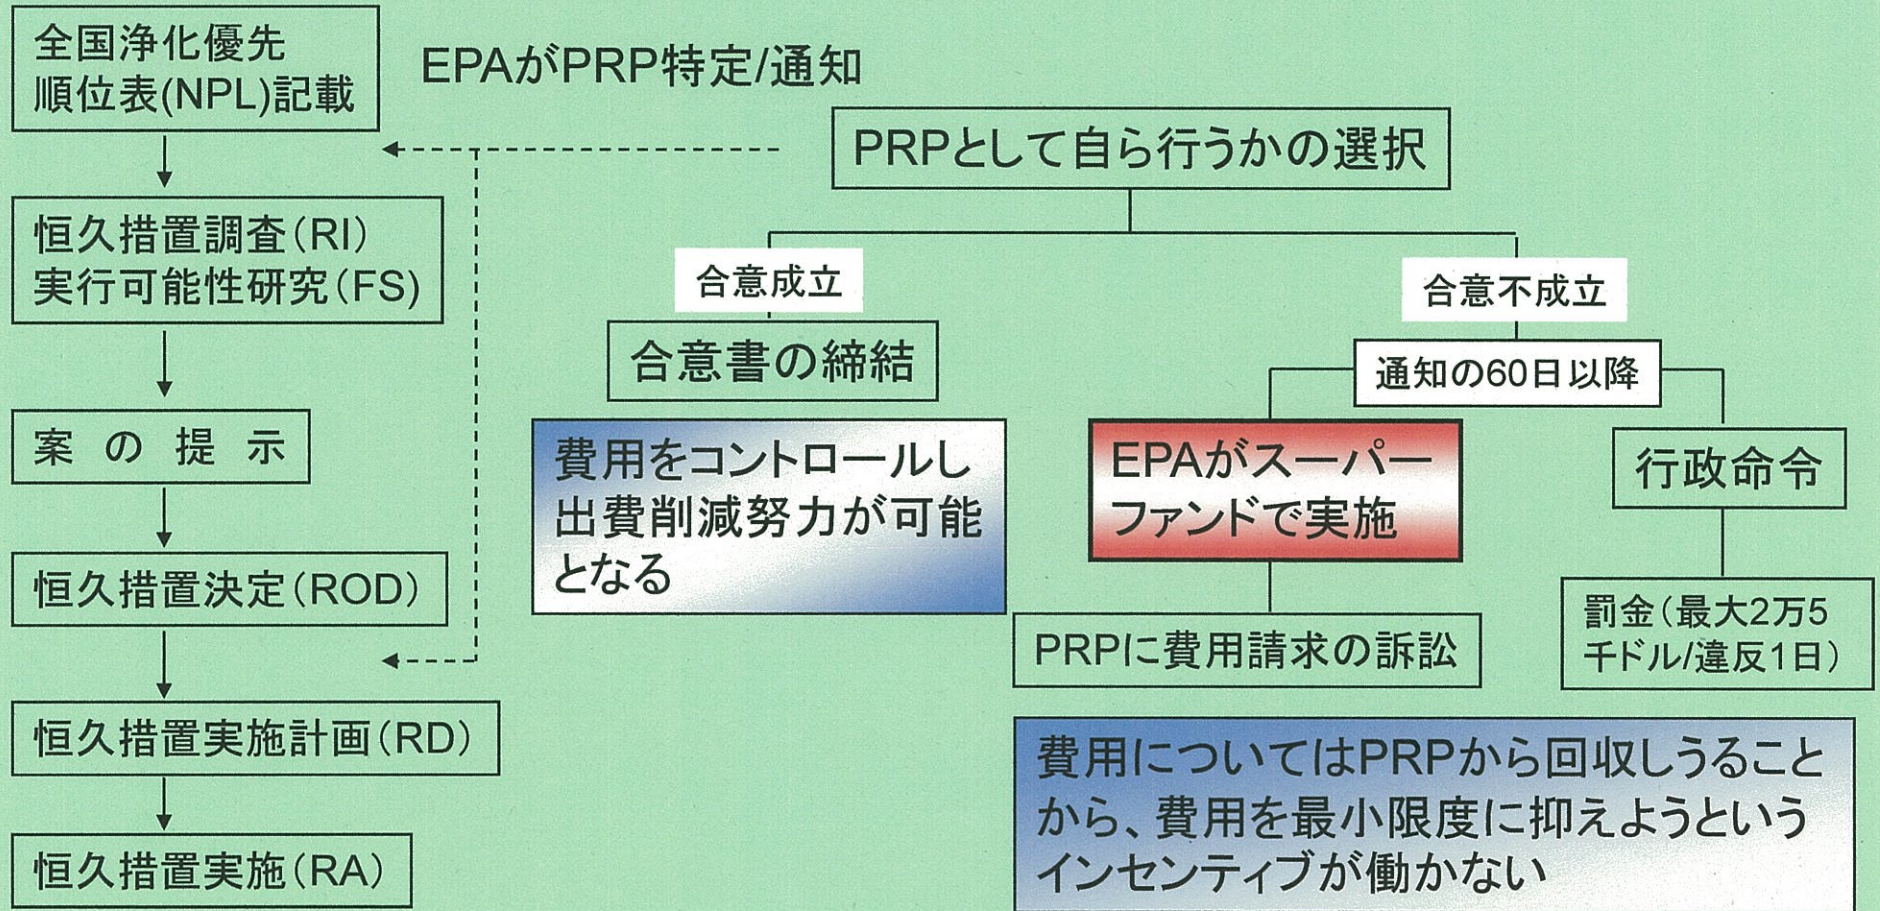 全国浄化優先
順位表(NPL)記載
EPAがPRP特定/通知
PRPとして自ら行うかの選択
恒久措置調査(RI)
実行可能性研究(FS)
合意成立
合意不成立
合意書の締結
通知の60日以降
案の提示
費用をコントロールし
出費削減努力が可能
となる
EPAがスーパー
ファンドで実施
行政命令
恒久措置決定(ROD)
PRPに費用請求の訴訟
罰金(最大2万5
千ドル/違反1日)
恒久措置実施計画(RD)
費用についてはPRPから回収しうること
から、費用を最小限度に抑えようという
インセンティブが働かない
恒久措置実施(RA)